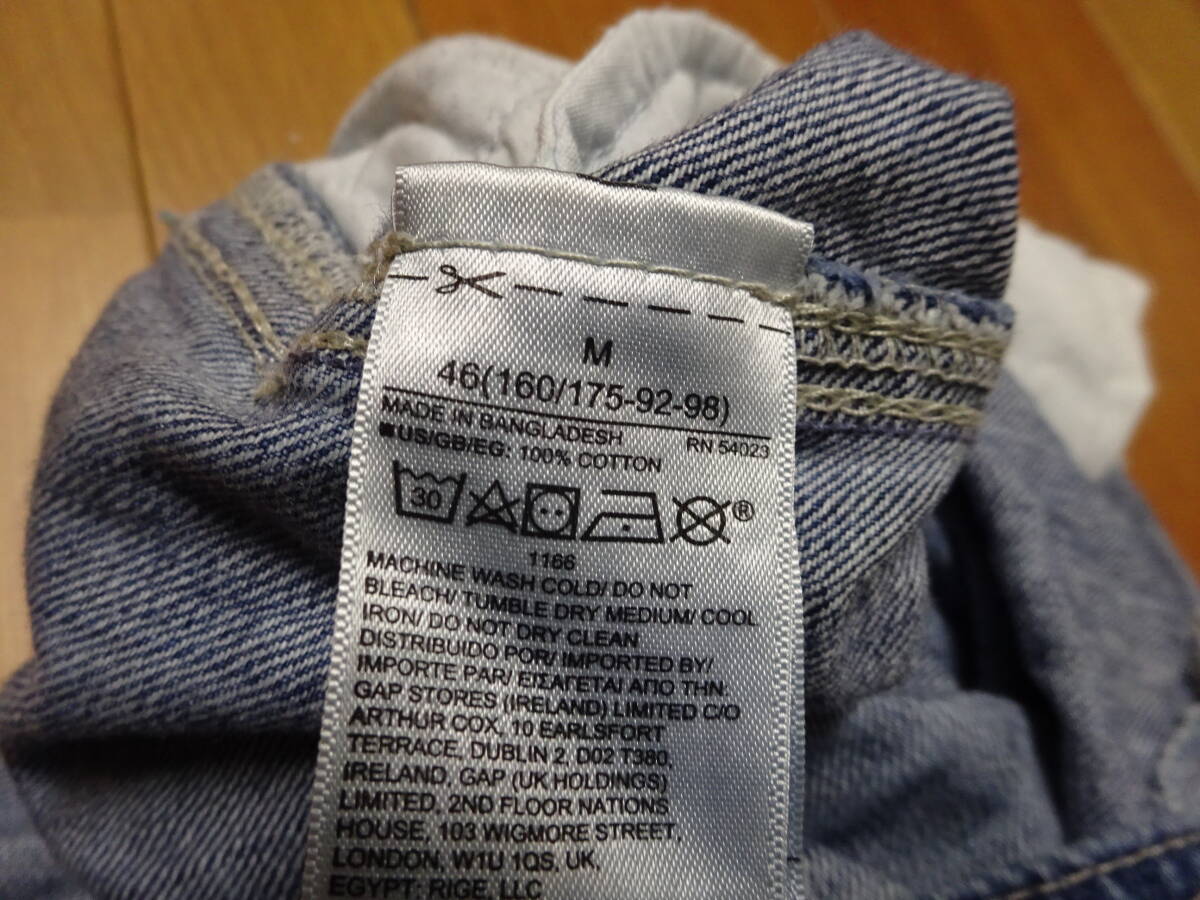 M
46(160/175-92-98)
MADE IN BANGLADESH RN 54023
■US/GB/EG: 100% COTTON
30 ®
1166
MACHINE WASH COLD/ DO NOT
BLEACH/ TUMBLE DRY MEDIUM/ COOL
IRON/ DO NOT DRY CLEAN
DISTRIBUIDO POR/ IMPORTED BY/
IMPORTE PAR/ ΕΙΣΑΓΕΤΑΙ ΑΠΟ ΤΗΝ:
GAP STORES (IRELAND) LIMITED C/O
ARTHUR COX, 10 EARLSFORT
TERRACE, DUBLIN 2, D02 T380,
IRELAND, GAP (UK HOLDINGS)
LIMITED, 2ND FLOOR NATIONS
HOUSE, 103 WIGMORE STREET,
LONDON, W1U 1QS, UK,
EGYPT: RIGE, LLC